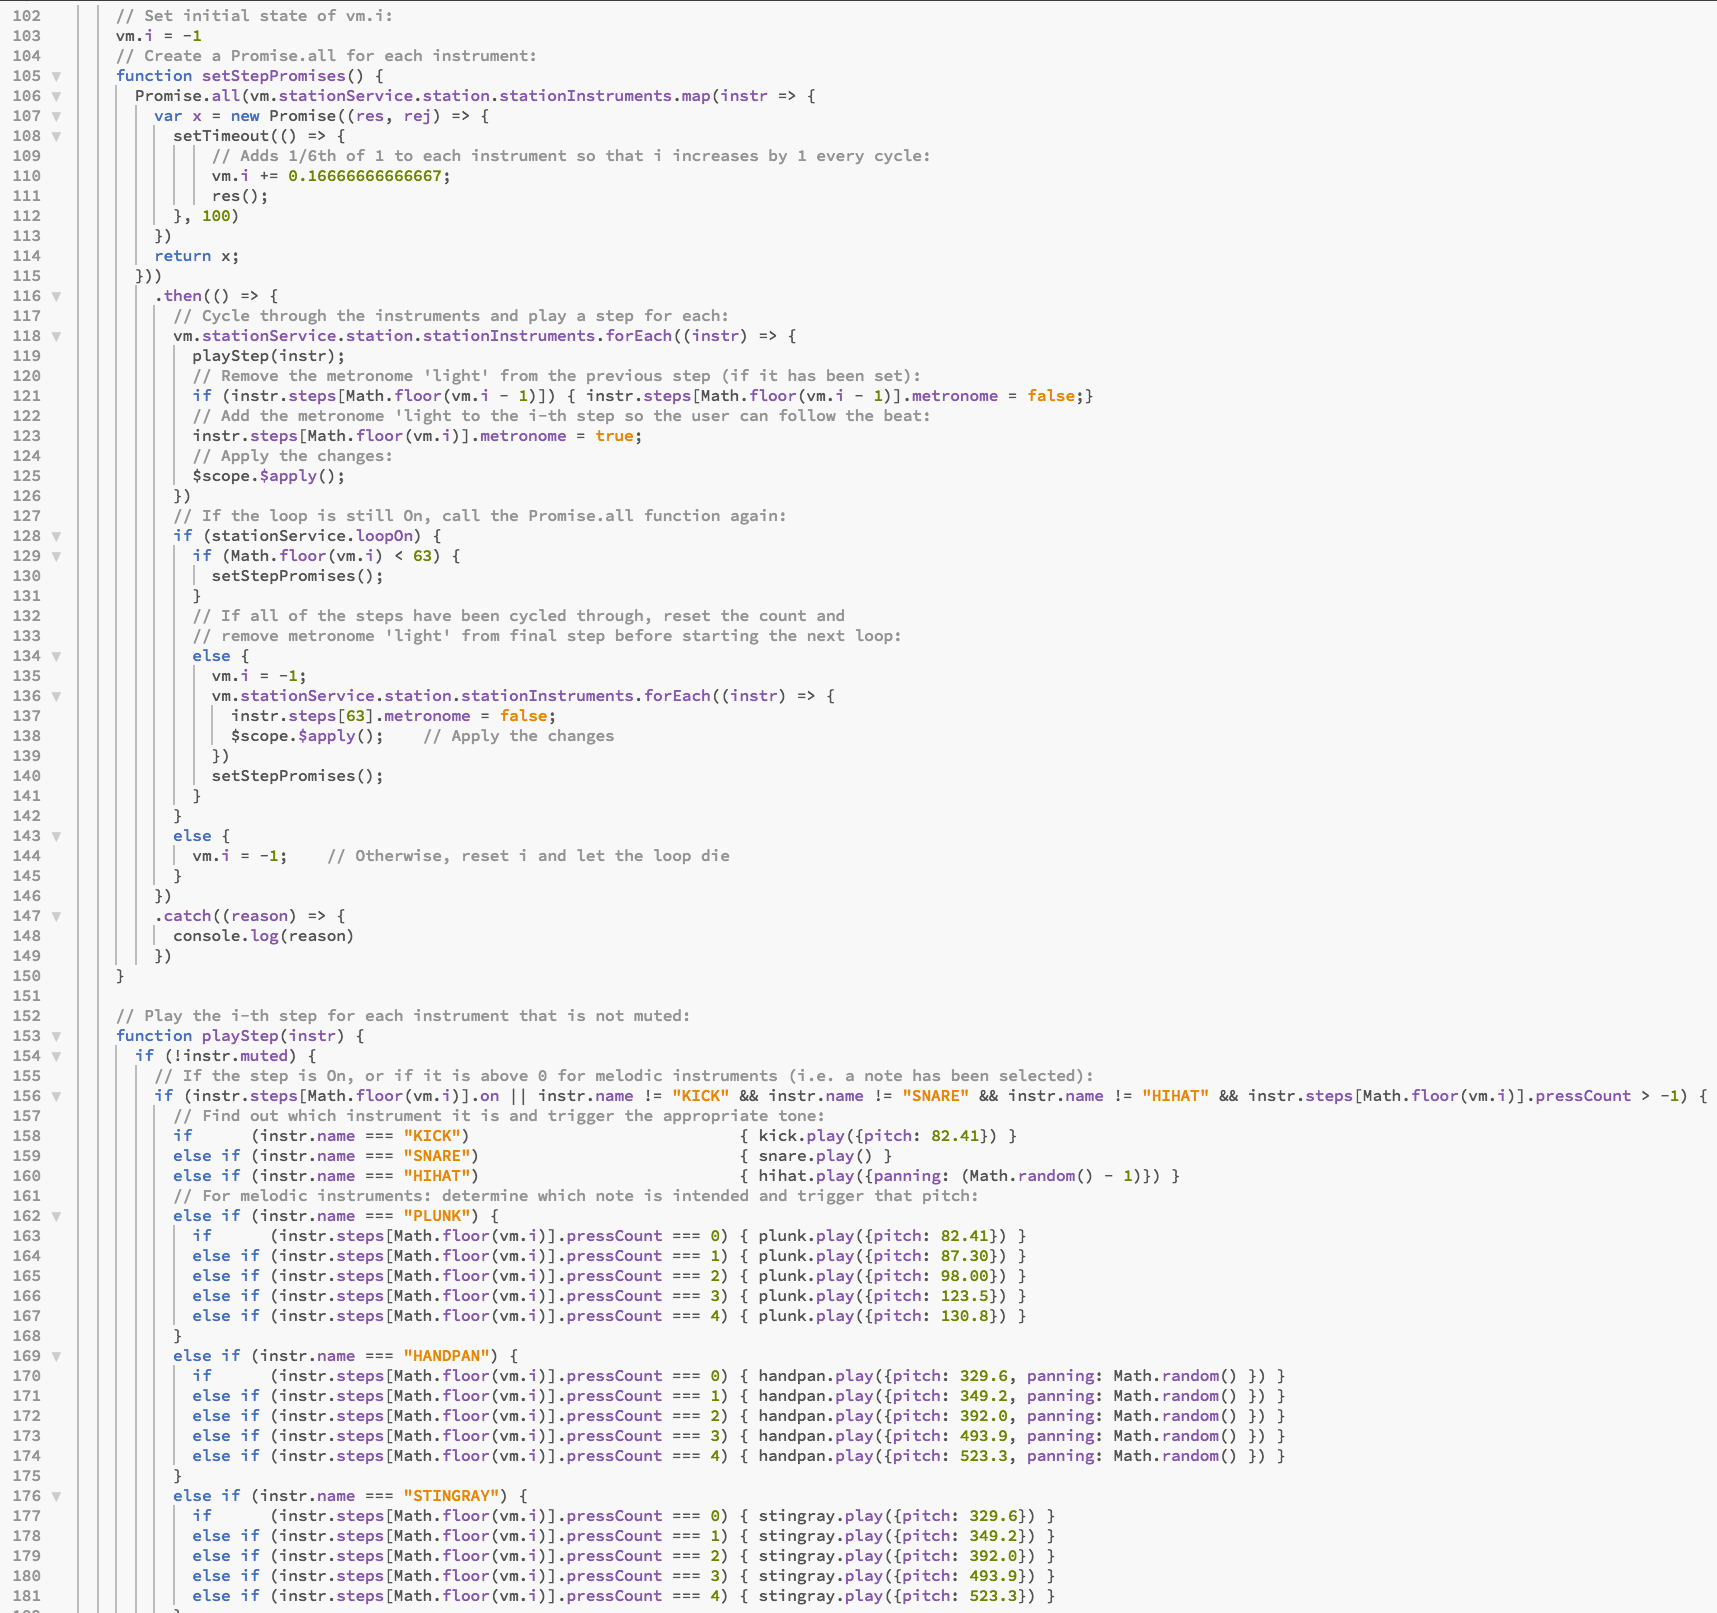 102 // Set initial state of vm.i:
103 vm.i = -1
104 // Create a Promise.all for each instrument:
105 ▼ function setStepPromises() {
106 ▼ Promise.all(vm.stationService.station.stationInstruments.map(instr => {
107 ▼ var x = new Promise((res, rej) => {
108 ▼ setTimeout(() => {
109 // Adds 1/6th of 1 to each instrument so that i increases by 1 every cycle:
110 vm.i += 0.16666666666667;
111 res();
112 }, 100)
113 })
114 return x;
115 }))
116 ▼ .then(() => {
117 // Cycle through the instruments and play a step for each:
118 ▼ vm.stationService.station.stationInstruments.forEach((instr) => {
119 playStep(instr);
120 // Remove the metronome 'light' from the previous step (if it has been set):
121 if (instr.steps[Math.floor(vm.i - 1)]) { instr.steps[Math.floor(vm.i - 1)].metronome = false;}
122 // Add the metronome 'light to the i-th step so the user can follow the beat:
123 instr.steps[Math.floor(vm.i)].metronome = true;
124 // Apply the changes:
125 $scope.$apply();
126 })
127 // If the loop is still On, call the Promise.all function again:
128 ▼ if (stationService.loopOn) {
129 ▼ if (Math.floor(vm.i) < 63) {
130 setStepPromises();
131 }
132 // If all of the steps have been cycled through, reset the count and
133 // remove metronome 'light' from final step before starting the next loop:
134 ▼ else {
135 vm.i = -1;
136 ▼ vm.stationService.station.stationInstruments.forEach((instr) => {
137 instr.steps[63].metronome = false;
138 $scope.$apply(); // Apply the changes
139 })
140 setStepPromises();
141 }
142 }
143 ▼ else {
144 vm.i = -1; // Otherwise, reset i and let the loop die
145 }
146 })
147 ▼ .catch((reason) => {
148 console.log(reason)
149 })
150 }
151
152 // Play the i-th step for each instrument that is not muted:
153 ▼ function playStep(instr) {
154 ▼ if (!instr.muted) {
155 // If the step is On, or if it is above 0 for melodic instruments (i.e. a note has been selected):
156 ▼ if (instr.steps[Math.floor(vm.i)].on || instr.name != "KICK" && instr.name != "SNARE" && instr.name != "HIHAT" && instr.steps[Math.floor(vm.i)].pressCount > -1) {
157 // Find out which instrument it is and trigger the appropriate tone:
158 if (instr.name === "KICK") { kick.play({pitch: 82.41}) }
159 else if (instr.name === "SNARE") { snare.play() }
160 else if (instr.name === "HIHAT") { hihat.play({panning: (Math.random() - 1)}) }
161 // For melodic instruments: determine which note is intended and trigger that pitch:
162 ▼ else if (instr.name === "PLUNK") {
163 if (instr.steps[Math.floor(vm.i)].pressCount === 0) { plunk.play({pitch: 82.41}) }
164 else if (instr.steps[Math.floor(vm.i)].pressCount === 1) { plunk.play({pitch: 87.30}) }
165 else if (instr.steps[Math.floor(vm.i)].pressCount === 2) { plunk.play({pitch: 98.00}) }
166 else if (instr.steps[Math.floor(vm.i)].pressCount === 3) { plunk.play({pitch: 123.5}) }
167 else if (instr.steps[Math.floor(vm.i)].pressCount === 4) { plunk.play({pitch: 130.8}) }
168 }
169 ▼ else if (instr.name === "HANDPAN") {
170 if (instr.steps[Math.floor(vm.i)].pressCount === 0) { handpan.play({pitch: 329.6, panning: Math.random() }) }
171 else if (instr.steps[Math.floor(vm.i)].pressCount === 1) { handpan.play({pitch: 349.2, panning: Math.random() }) }
172 else if (instr.steps[Math.floor(vm.i)].pressCount === 2) { handpan.play({pitch: 392.0, panning: Math.random() }) }
173 else if (instr.steps[Math.floor(vm.i)].pressCount === 3) { handpan.play({pitch: 493.9, panning: Math.random() }) }
174 else if (instr.steps[Math.floor(vm.i)].pressCount === 4) { handpan.play({pitch: 523.3, panning: Math.random() }) }
175 }
176 ▼ else if (instr.name === "STINGRAY") {
177 if (instr.steps[Math.floor(vm.i)].pressCount === 0) { stingray.play({pitch: 329.6}) }
178 else if (instr.steps[Math.floor(vm.i)].pressCount === 1) { stingray.play({pitch: 349.2}) }
179 else if (instr.steps[Math.floor(vm.i)].pressCount === 2) { stingray.play({pitch: 392.0}) }
180 else if (instr.steps[Math.floor(vm.i)].pressCount === 3) { stingray.play({pitch: 493.9}) }
181 else if (instr.steps[Math.floor(vm.i)].pressCount === 4) { stingray.play({pitch: 523.3}) }